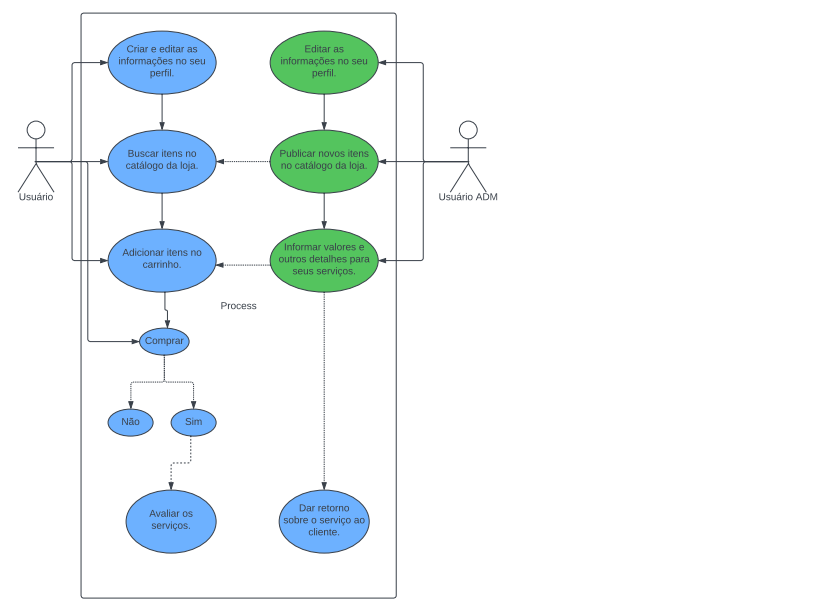 Criar e editar as
informações no seu
perfil.
Editar as
informações no seu
perfil.
Buscar itens no
catálogo da loja.
Publicar novos itens
no catálogo da loja.
Usuário
Usuário ADM
Adicionar itens no
carrinho.
Informar valores e
outros detalhes para
seus serviços.
Process
Comprar
Não
Sim
Avaliar os
serviços.
Dar retorno
sobre o serviço ao
cliente.